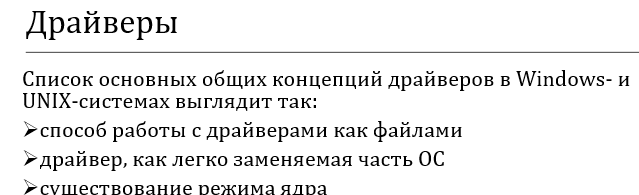 Драйверы
Список основных общих концепций драйверов в Windows- и
UNIX-системах выглядит так:
➢способ работы с драйверами как файлами
➢драйвер, как легко заменяемая часть ОС
➢существование режима ядра